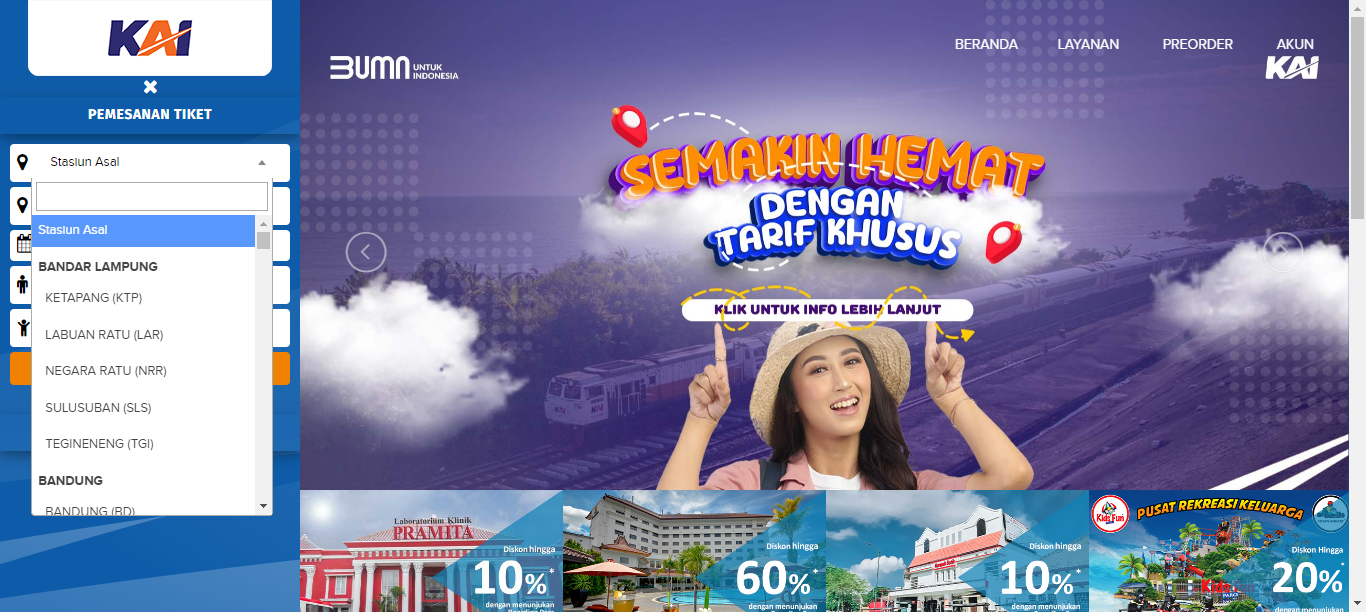 KAI
PEMESANAN TIKET
Stasiun Asal
Stasiun Asal
BANDAR LAMPUNG
KETAPANG (KTP)
LABUAN RATU (LAR)
NEGARA RATU (NRR)
SULUSUBAN (SLS)
TEGINENENG (TGI)
BANDUNG
BANDUNG (BD)
BUMN UNTUK
INDONESIA
BERANDA LAYANAN PREORDER AKUN
KAI
SEMAKIN HEMAT
DENGAN
TARIF KHUSUS
KLIK UNTUK INFO LEBIH LANJUT
Laboratorium Klinik
PRAMITA
Diskon hingga
10%*
dengan menunjukan
Diskon hingga
60%*
dengan menunjukan
Diskon hingga
10%*
dengan menunjukan
Kids Fun
PUSAT REKREASI KELUARGA
Diskon Hingga
20%*
dengan menunjukan